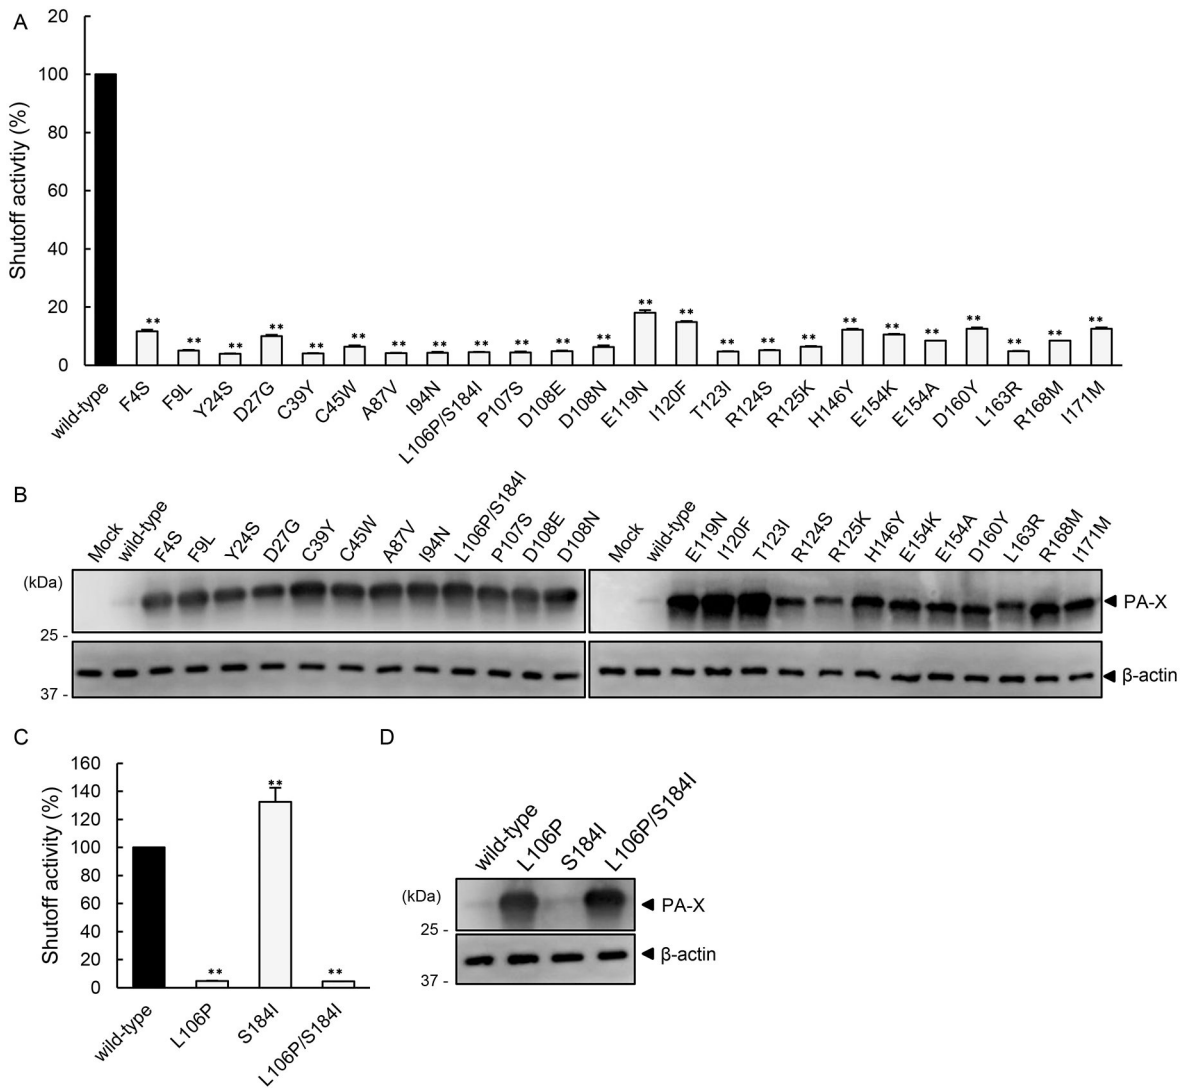 A
Shutoff activtiy (%)
20
100
80
60
40
20
0
** ** ** ** ** ** ** ** ** ** ** ** ** ** ** ** ** ** ** ** ** ** ** **
wild-type F4S F9L Y24S D27G C39Y C45W A87V I94N L106P/S184I P107S D108E D108N E119N I120F T123I R124S R125K H146Y E154K E154A D160Y L163R R168M I171M
B
Mock wild-type F4S F9L Y24S D27G C39Y C45W A87V I94N L106P/S184I P107S D108E D108N Mock wild-type E119N I120F T123I R124S R125K H146Y E154K E154A D160Y L163R R168M I171M
(kDa)
PA-X
25 -
β-actin
37 -
C
Shutoff activity (%)
160
140
120
100
80
60
40
20
0
** ** **
wild-type L106P S184I L106P/S184I
D
wild-type L106P S184I L106P/S184I
(kDa)
PA-X
25 -
β-actin
37 -